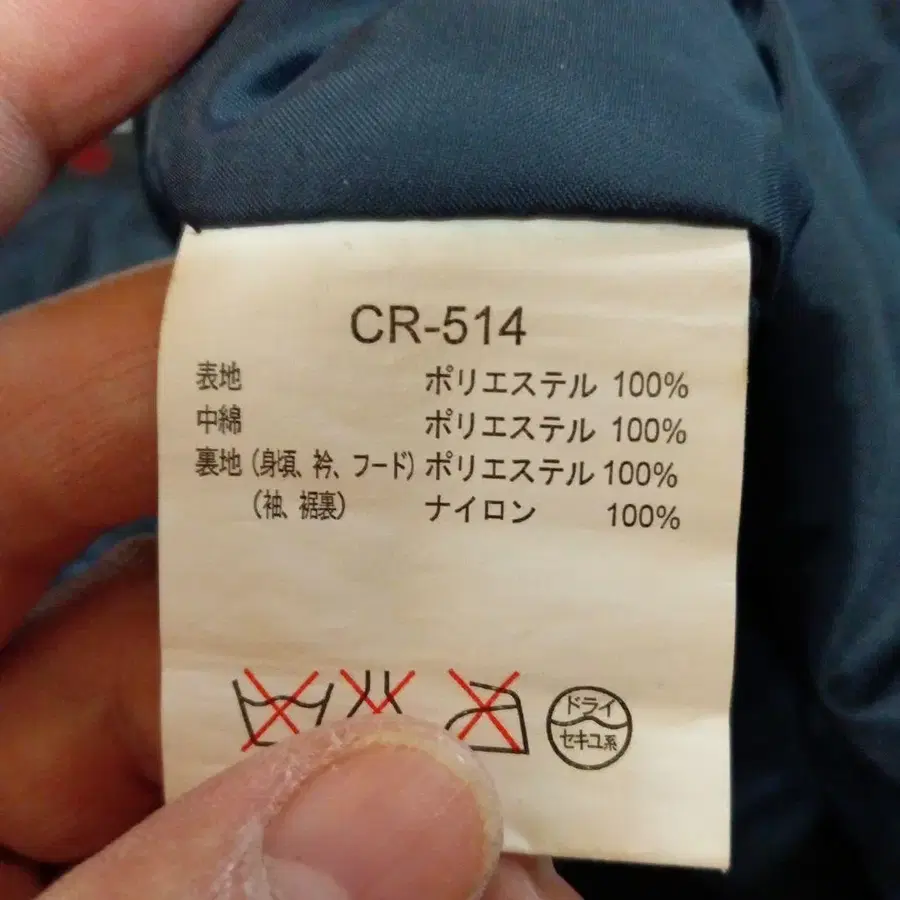 CR-514
表地 ポリエステル 100%
中綿 ポリエステル 100%
裏地 (身頃、衿、フード) ポリエステル 100%
(袖、裾裏) ナイロン 100%
ドライ
セキユ系